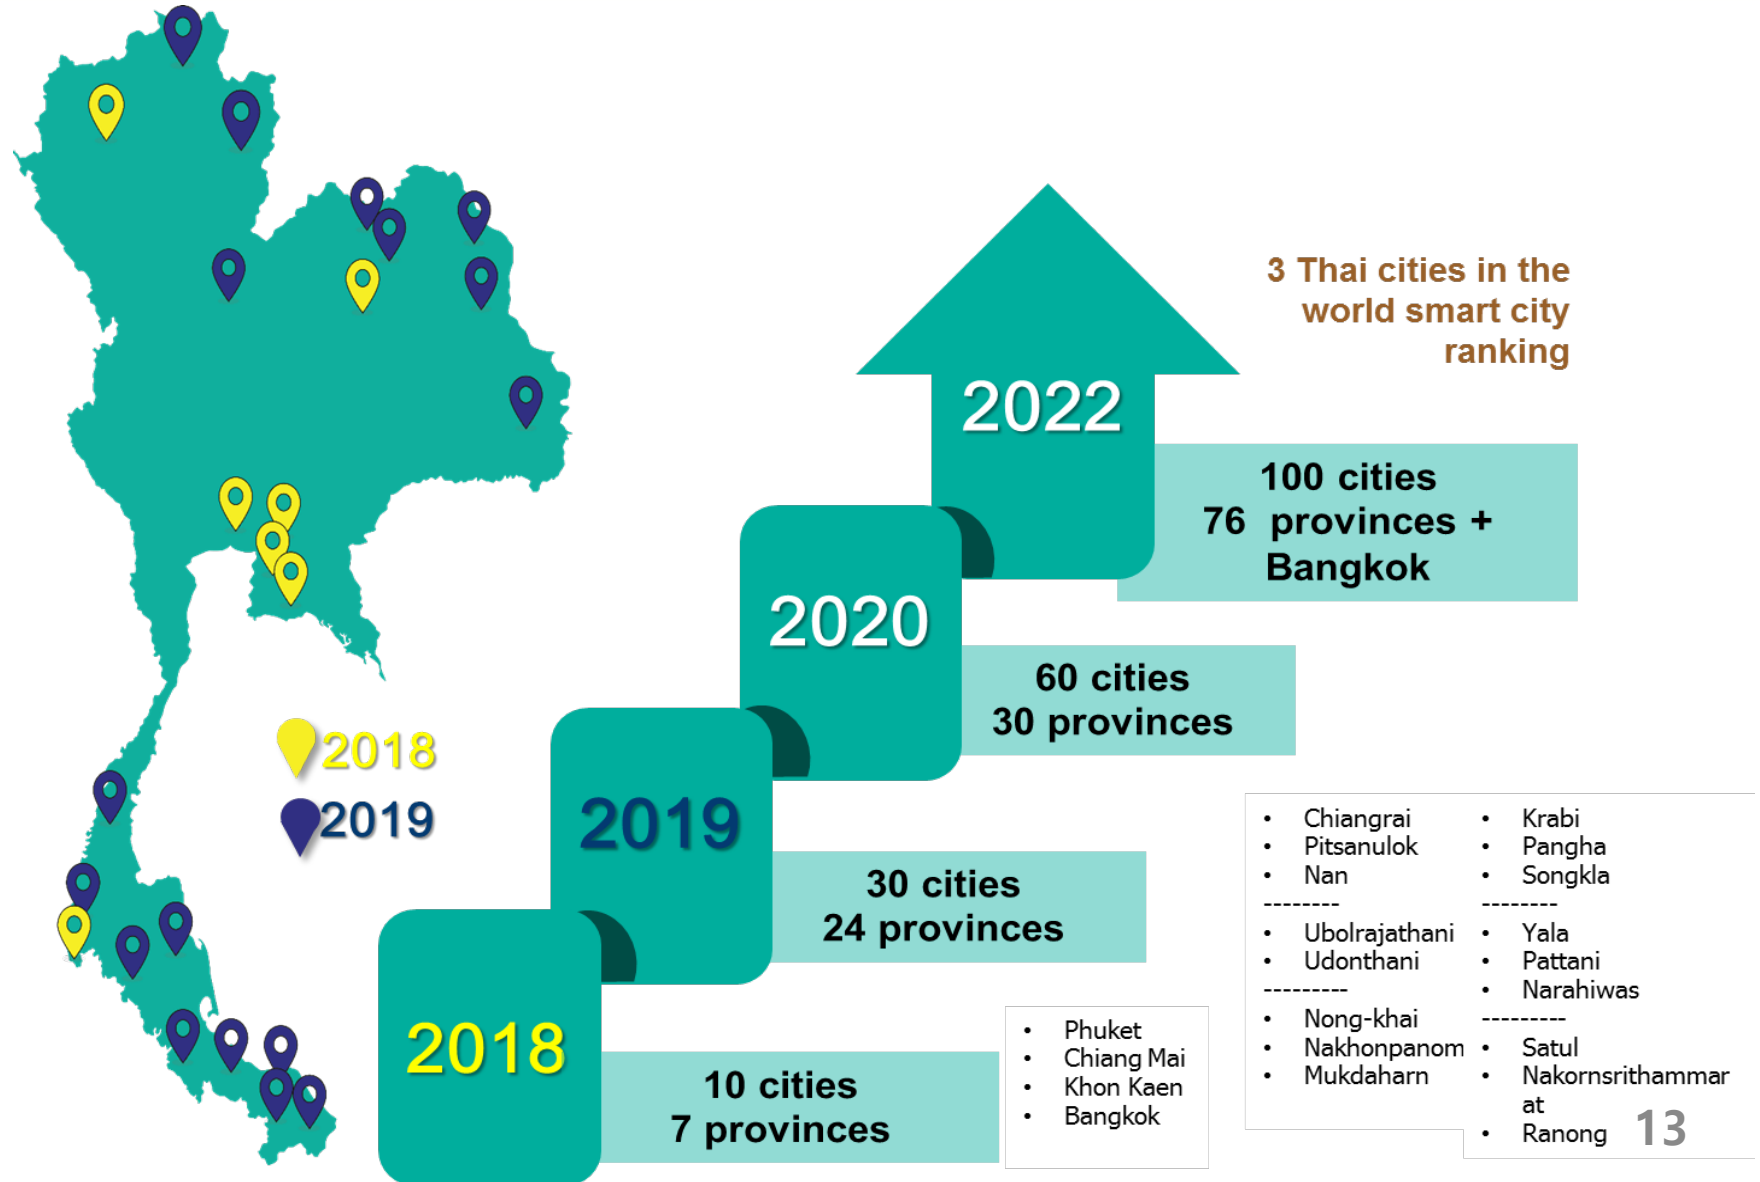 3 Thai cities in the
world smart city
ranking
2022
100 cities
76 provinces +
Bangkok
2020
60 cities
30 provinces
2018
2019
2019
30 cities
24 provinces
2018
10 cities
7 provinces
• Phuket
• Chiang Mai
• Khon Kaen
• Bangkok
• Chiangrai
• Pitsanulok
• Nan
--------
• Ubolrajathani
• Udonthani
---------
• Nong-khai
• Nakhonpanom
• Mukdaharn
• Krabi
• Pangha
• Songkla
--------
• Yala
• Pattani
• Narahiwas
---------
• Satul
• Nakornsrithammar
at
• Ranong
13